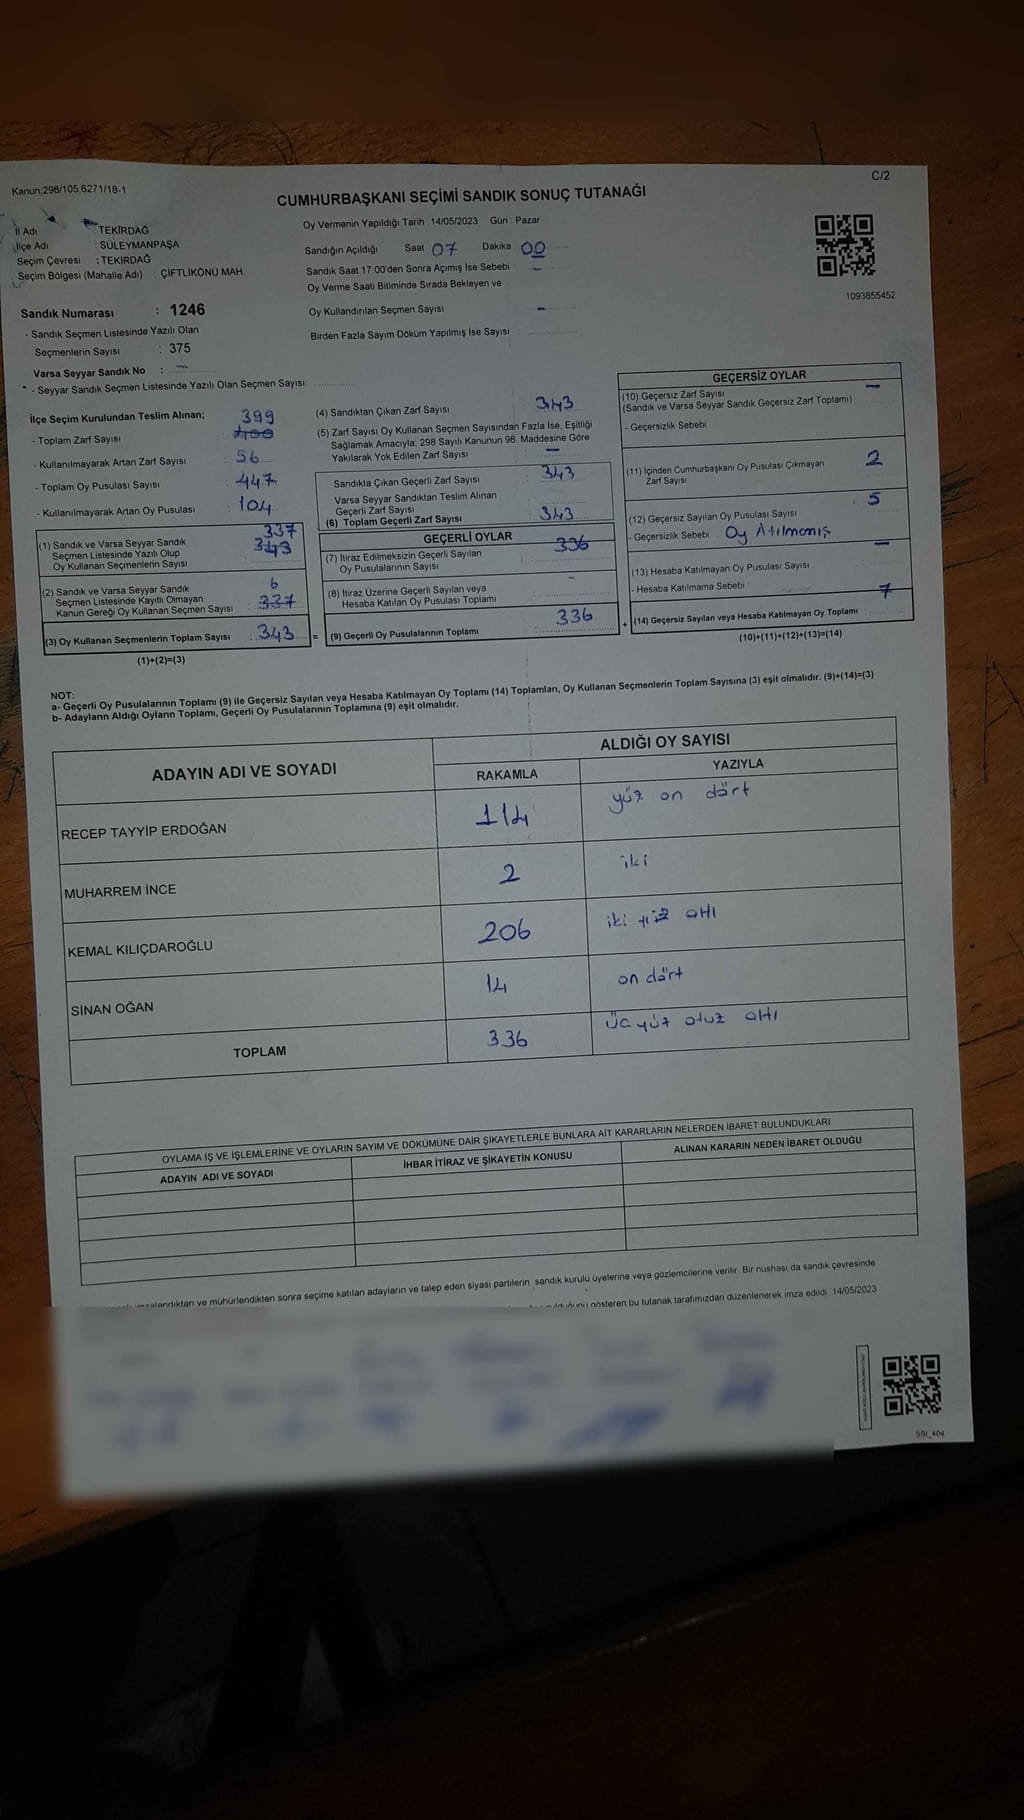 Kanun:298/105;6271/18-1
C/2
CUMHURBAŞKANI SEÇİMİ SANDIK SONUÇ TUTANAĞI
İl Adı : TEKİRDAĞ
İlçe Adı : SÜLEYMANPAŞA
Seçim Çevresi : TEKİRDAĞ
Seçim Bölgesi (Mahalle Adı) : ÇİFTLİKÖNÜ MAH.
Sandık Numarası : 1246
- Sandık Seçmen Listesinde Yazılı Olan
Seçmenlerin Sayısı : 375
Varsa Seyyar Sandık No : -
- Seyyar Sandık Seçmen Listesinde Yazılı Olan Seçmen Sayısı:
Oy Vermenin Yapıldığı Tarih : 14/05/2023 Gün : Pazar
Sandığın Açıldığı Saat 07 Dakika 00
Sandık Saat 17:00'den Sonra Açımış İse Sebebi : -
Oy Verme Saati Bitiminde Sırada Bekleyen ve
Oy Kullandırılan Seçmen Sayısı : -
Birden Fazla Sayım Döküm Yapılmış İse Sayısı :
1093855452
İlçe Seçim Kurulundan Teslim Alınan;
399
- Toplam Zarf Sayısı : 400
- Kullanılmayarak Artan Zarf Sayısı : 56
- Toplam Oy Pusulası Sayısı : 447
- Kullanılmayarak Artan Oy Pusulası : 104
337
(1) Sandık ve Varsa Seyyar Sandık
Seçmen Listesinde Yazılı Olup : 343
Oy Kullanan Seçmenlerin Sayısı
(2) Sandık ve Varsa Seyyar Sandık 6
Seçmen Listesinde Kayıtlı Olmayan
Kanun Gereği Oy Kullanan Seçmen Sayısı : 337
(3) Oy Kullanan Seçmenlerin Toplam Sayısı : 343 =
(1)+(2)=(3)
(4) Sandıktan Çıkan Zarf Sayısı : 343
(5) Zarf Sayısı Oy Kullanan Seçmen Sayısından Fazla İse, Eşitliği
Sağlamak Amacıyla; 298 Sayılı Kanunun 98. Maddesine Göre
Yakılarak Yok Edilen Zarf Sayısı : -
Sandıkta Çıkan Geçerli Zarf Sayısı : 343
Varsa Seyyar Sandıktan Teslim Alınan
Geçerli Zarf Sayısı
(6) Toplam Geçerli Zarf Sayısı : 343
GEÇERLİ OYLAR
(7) İtiraz Edilmeksizin Geçerli Sayılan : 336
Oy Pusulalarının Sayısı
(8) İtiraz Üzerine Geçerli Sayılan veya : -
Hesaba Katılan Oy Pusulası Toplamı
(9) Geçerli Oy Pusulalarının Toplamı : 336 +
GEÇERSİZ OYLAR
(10) Geçersiz Zarf Sayısı -
(Sandık ve Varsa Seyyar Sandık Geçersiz Zarf Toplamı) :
- Geçersizlik Sebebi :
(11) İçinden Cumhurbaşkanı Oy Pusulası Çıkmayan : 2
Zarf Sayısı
(12) Geçersiz Sayılan Oy Pusulası Sayısı : 5
- Geçersizlik Sebebi : Oy Atılmamış
(13) Hesaba Katılmayan Oy Pusulası Sayısı : -
- Hesaba Katılmama Sebebi :
(14) Geçersiz Sayılan veya Hesaba Katılmayan Oy Toplamı : 7
(10)+(11)+(12)+(13)=(14)
NOT:
a- Geçerli Oy Pusulalarının Toplamı (9) ile Geçersiz Sayılan veya Hesaba Katılmayan Oy Toplamı (14) Toplamları, Oy Kullanan Seçmenlerin Toplam Sayısına (3) eşit olmalıdır. (9)+(14)=(3)
b- Adayların Aldığı Oyların Toplamı, Geçerli Oy Pusulalarının Toplamına (9) eşit olmalıdır.
ADAYIN ADI VE SOYADI
ALDIĞI OY SAYISI
RAKAMLA YAZIYLA
RECEP TAYYİP ERDOĞAN 114 yüz on dört
MUHARREM İNCE 2 iki
KEMAL KILIÇDAROĞLU 206 iki yüz altı
SİNAN OĞAN 14 on dört
TOPLAM 336 üç yüz otuz altı
OYLAMA İŞ VE İŞLEMLERİNE VE OYLARIN SAYIM VE DÖKÜMÜNE DAİR ŞİKAYETLERLE BUNLARA AİT KARARLARIN NELERDEN İBARET BULUNDUKLARI
ADAYIN ADI VE SOYADI İHBAR İTİRAZ VE ŞİKAYETİN KONUSU ALINAN KARARIN NEDEN İBARET OLDUĞU
ve mühürlendikten sonra seçime katılan adayların ve talep eden siyasi partilerin sandık kurulu üyelerine veya gözlemcilerine verilir. Bir nushası da sandık çevresinde
gösteren bu tutanak tarafımızdan düzenlenerek imza edildi. 14/05/2023
SSI_404